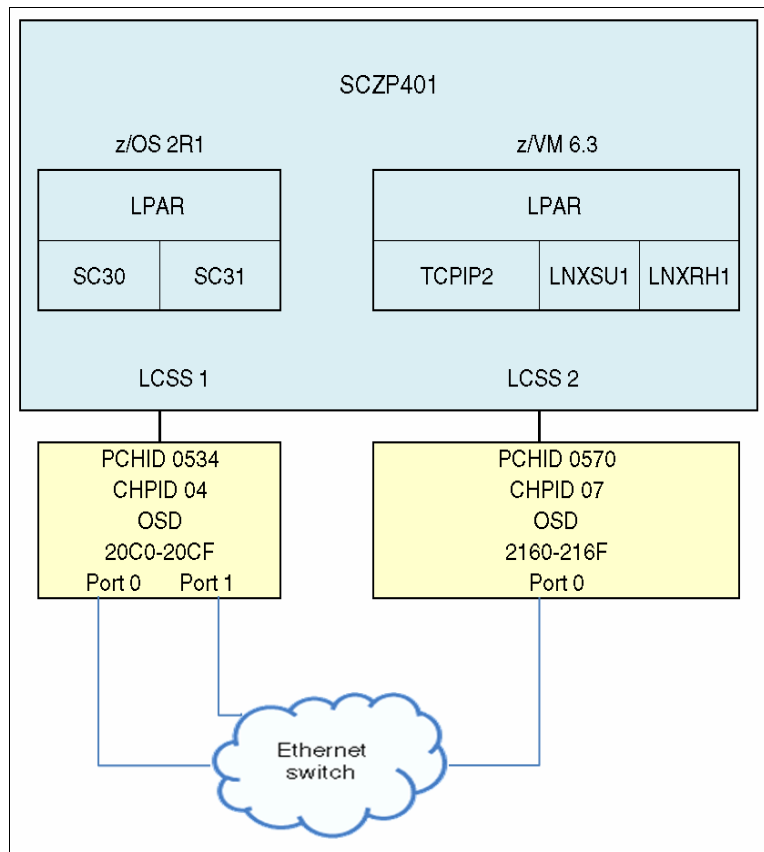 SCZP401
z/OS 2R1
z/VM 6.3
LPAR
LPAR
SC30
SC31
TCPIP2
LNXSU1
LNXRH1
LCSS 1
LCSS 2
PCHID 0534
CHPID 04
OSD
20C0-20CF
Port 0
Port 1
PCHID 0570
CHPID 07
OSD
2160-216F
Port 0
Ethernet
switch